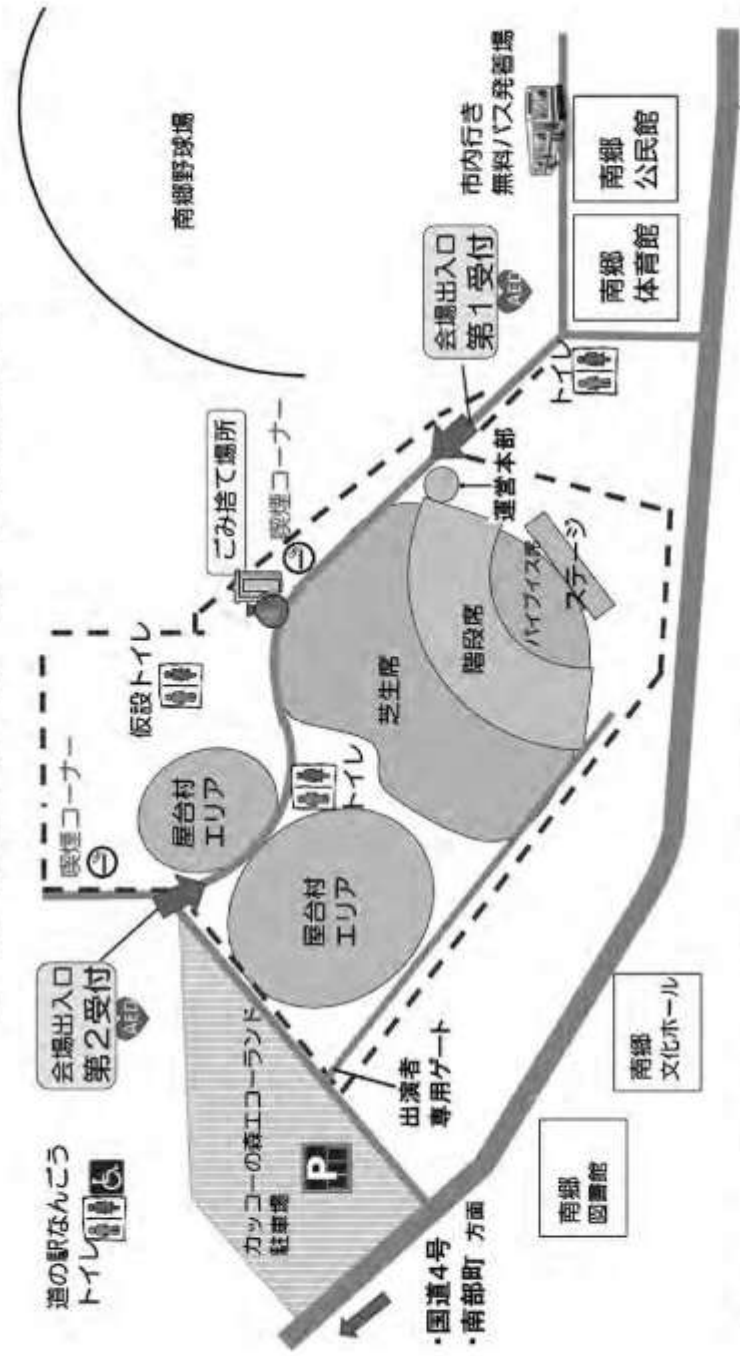 道の駅なんごう
トイレ
会場出入口
第2受付
AED
喫煙コーナー
仮設トイレ
屋台村
エリア
屋台村
エリア
トイレ
ごみ捨て場所
喫煙コーナー
南郷野球場
カッコーの森エコーランド
駐車場
P
出演者
専用ゲート
芝生席
階段席
パイプイス席
ステージ
運営本部
会場出入口
第1受付
AED
トイレ
市内行き
無料バス発着場
南郷
体育館
南郷
公民館
・国道4号
・南部町 方面
南郷
図書館
南郷
文化ホール